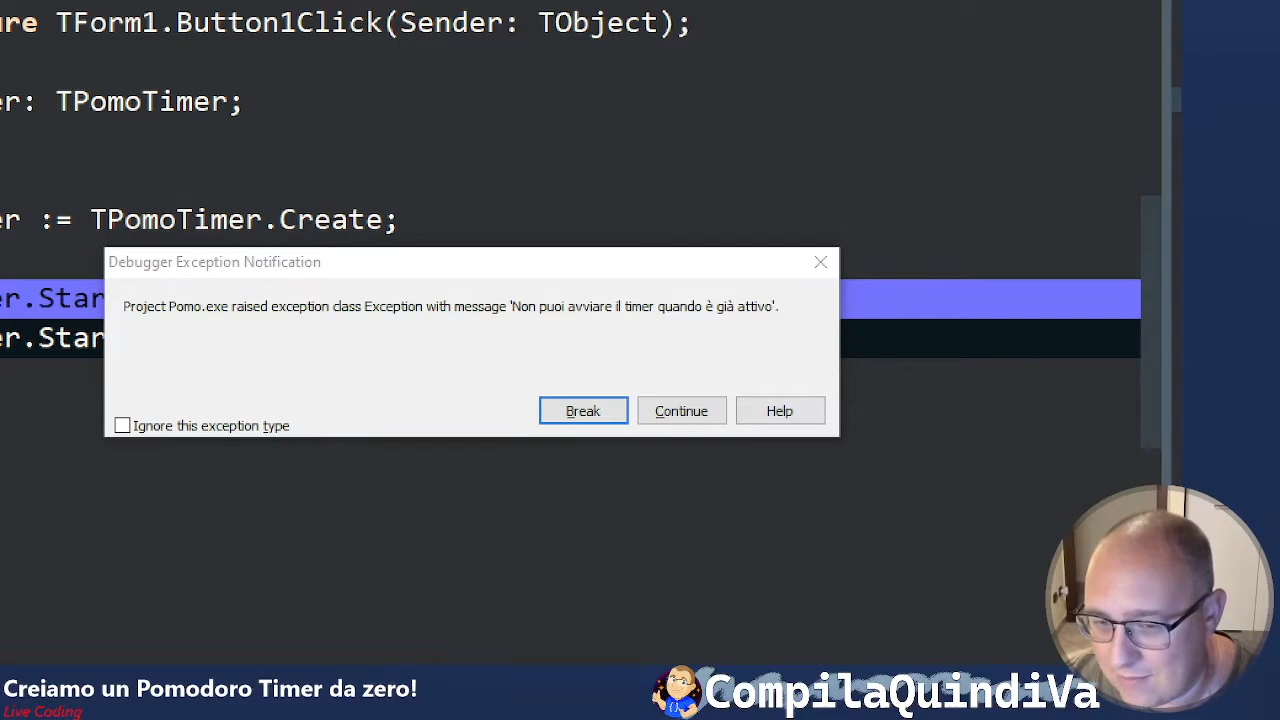 ure TForm1.Button1Click(Sender: TObject);
er: TPomoTimer;
er := TPomoTimer.Create;
Debugger Exception Notification
er.Star
Project Pomo.exe raised exception class Exception with message 'Non puoi avviare il timer quando è già attivo'.
er.Star
Break
Continue
Help
Ignore this exception type
Creiamo un Pomodoro Timer da zero!
CompilaQuindiVa
Live Coding